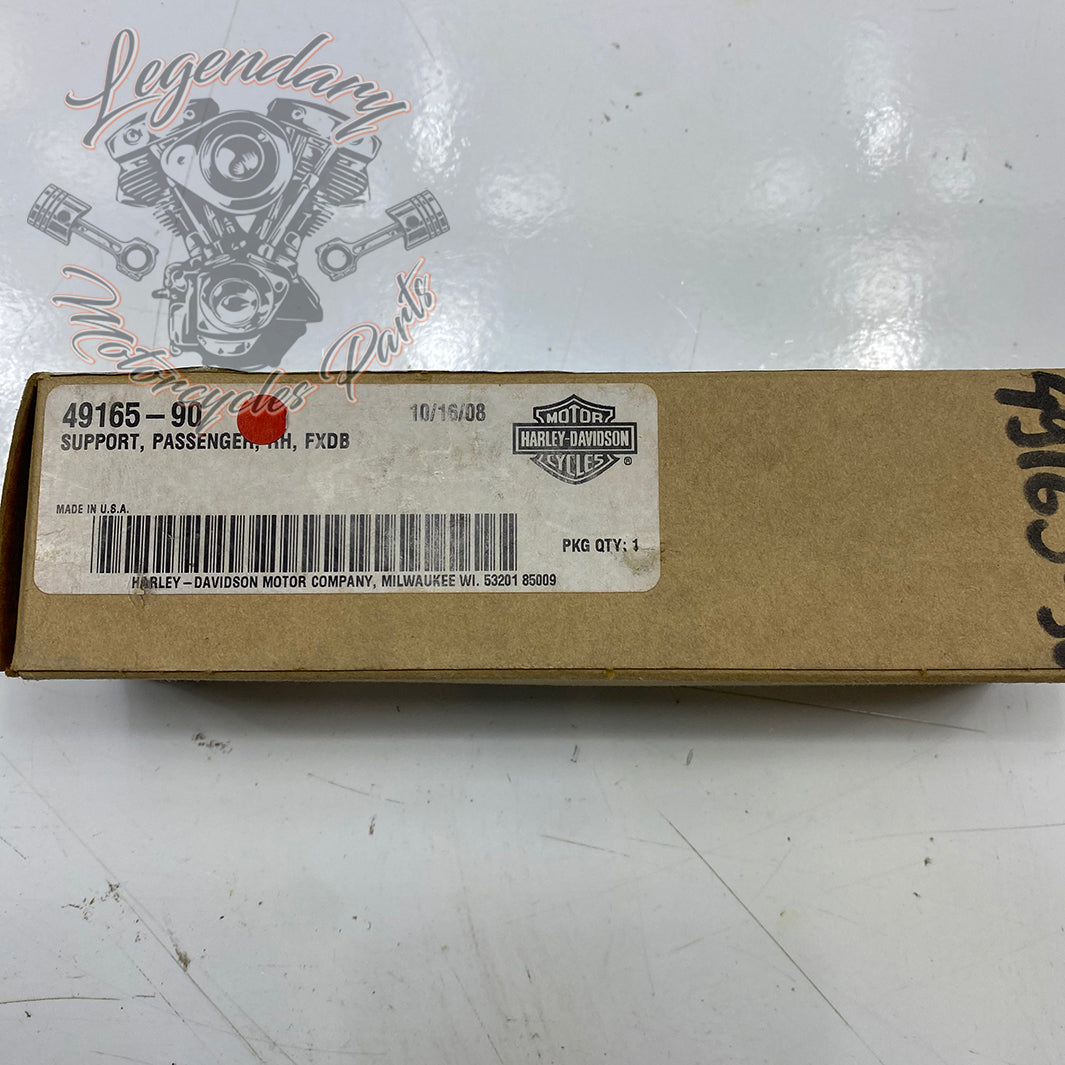 Legendary
Motorcycles Parts
49165-90
10/16/08
SUPPORT, PASSENGER, RH, FXDB
MOTOR
HARLEY-DAVIDSON
CYCLES
®
MADE IN U.S.A.
PKG QTY: 1
HARLEY-DAVIDSON MOTOR COMPANY, MILWAUKEE WI. 53201 85009
49165